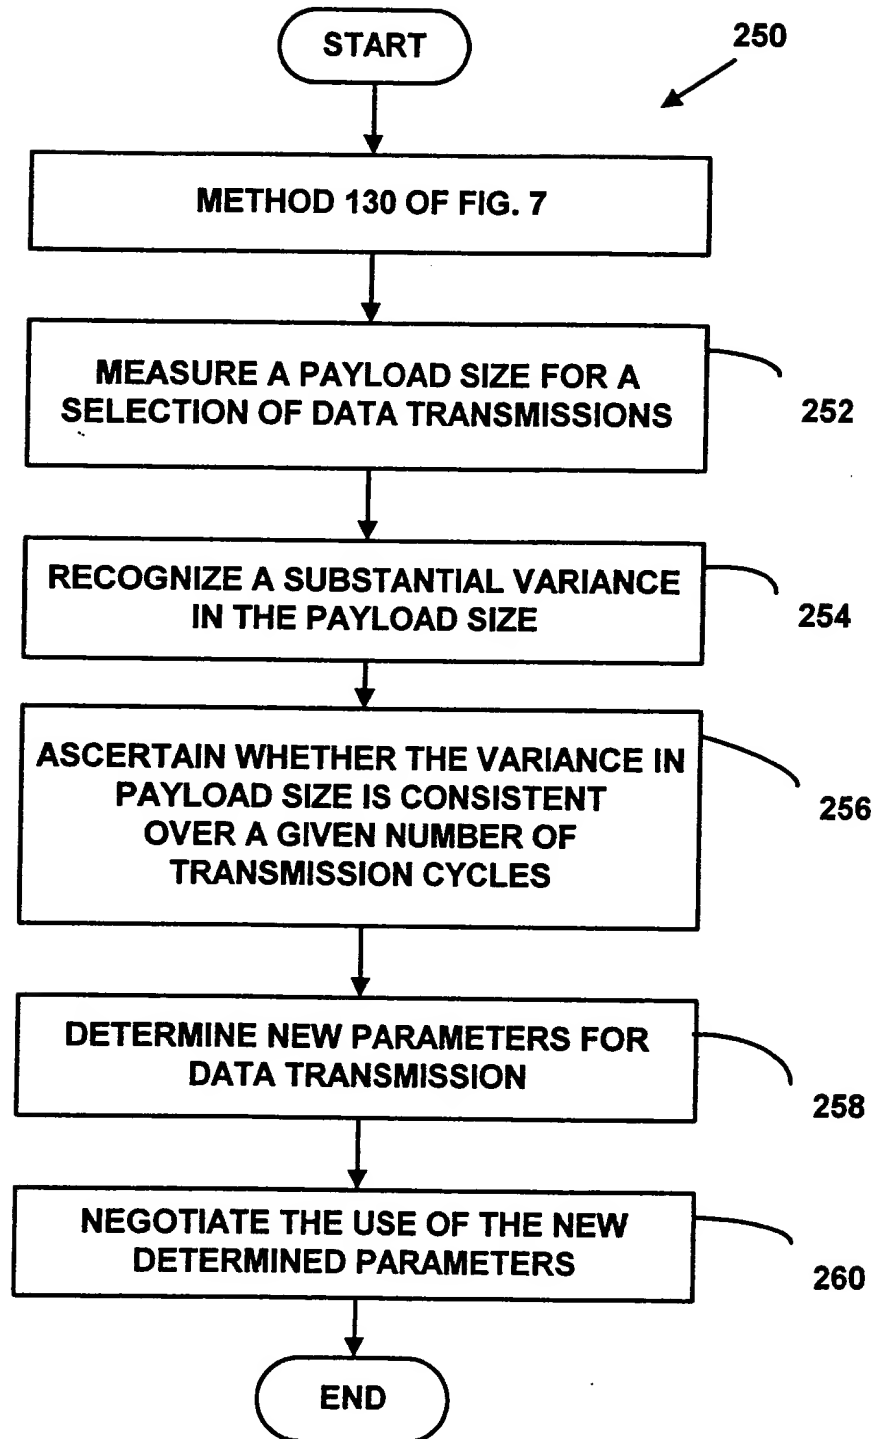 START
250
METHOD 130 OF FIG. 7
MEASURE A PAYLOAD SIZE FOR A
SELECTION OF DATA TRANSMISSIONS
252
RECOGNIZE A SUBSTANTIAL VARIANCE
IN THE PAYLOAD SIZE
254
ASCERTAIN WHETHER THE VARIANCE IN
PAYLOAD SIZE IS CONSISTENT
OVER A GIVEN NUMBER OF
TRANSMISSION CYCLES
256
DETERMINE NEW PARAMETERS FOR
DATA TRANSMISSION
258
NEGOTIATE THE USE OF THE NEW
DETERMINED PARAMETERS
260
END